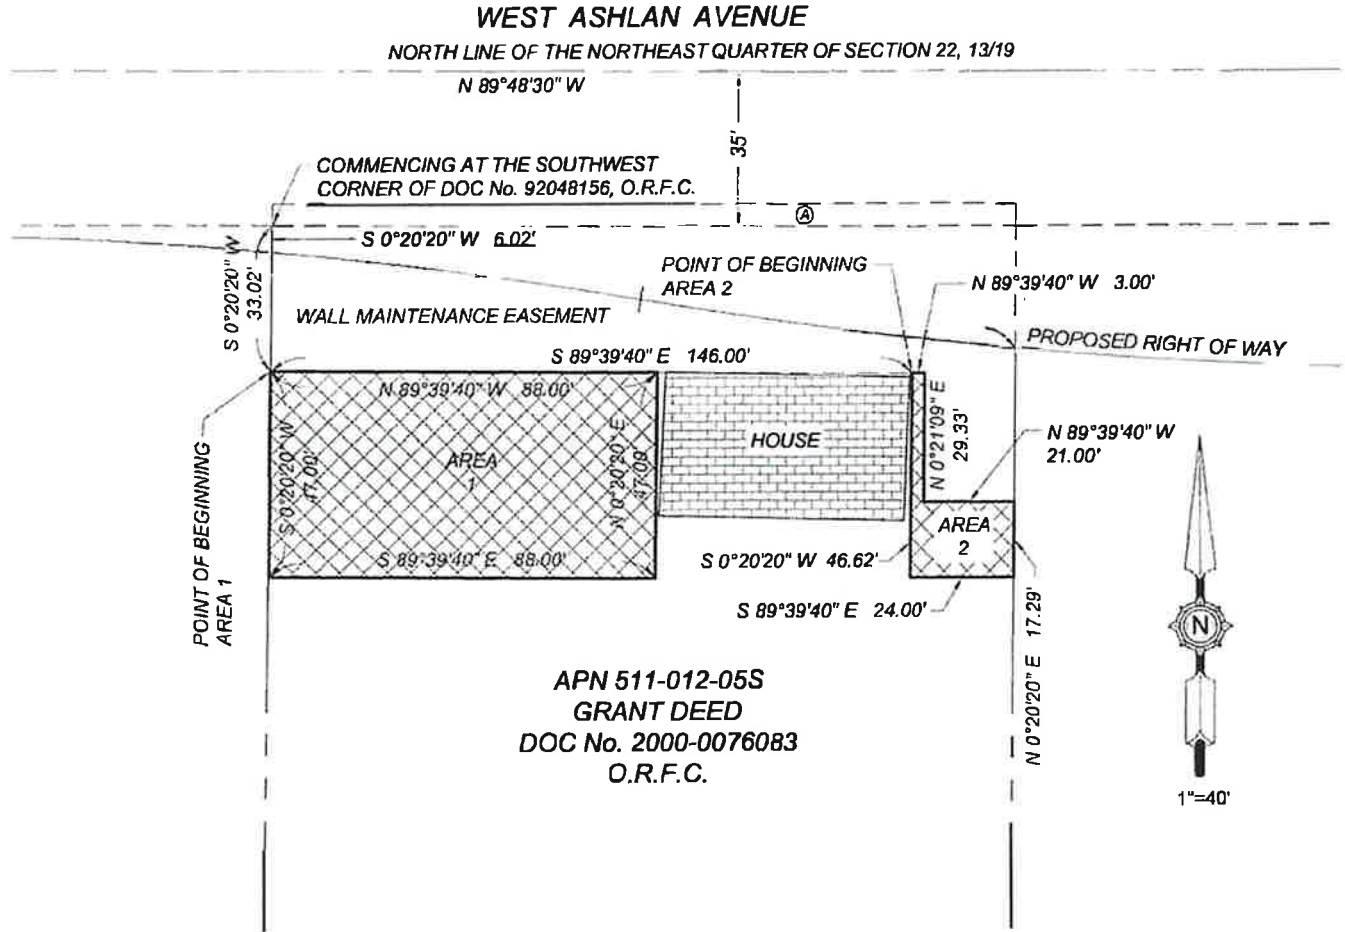 WEST ASHLAN AVENUE
NORTH LINE OF THE NORTHEAST QUARTER OF SECTION 22, 13/19
N 89°48'30" W
35'
COMMENCING AT THE SOUTHWEST
CORNER OF DOC No. 92048156, O.R.F.C.
A
S 0°20'20" W 6.02'
S 0°20'20" W
33.02'
POINT OF BEGINNING
AREA 2
N 89°39'40" W 3.00'
WALL MAINTENANCE EASEMENT
PROPOSED RIGHT OF WAY
S 89°39'40" E 146.00'
N 89°39'40" W 88.00'
S 0°20'20" W
47.00'
AREA
1
N 0°20'20" E
47.00'
HOUSE
N 0°21'09" E
29.33'
N 89°39'40" W
21.00'
AREA
2
S 89°39'40" E 88.00'
S 0°20'20" W 46.62'
S 89°39'40" E 24.00'
N 0°20'20" E 17.29'
POINT OF BEGINNING
AREA 1
N
1"=40'
APN 511-012-05S
GRANT DEED
DOC No. 2000-0076083
O.R.F.C.